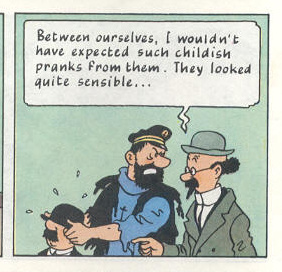 Between ourselves, I wouldn't
have expected such childish
pranks from them. They looked
quite sensible...